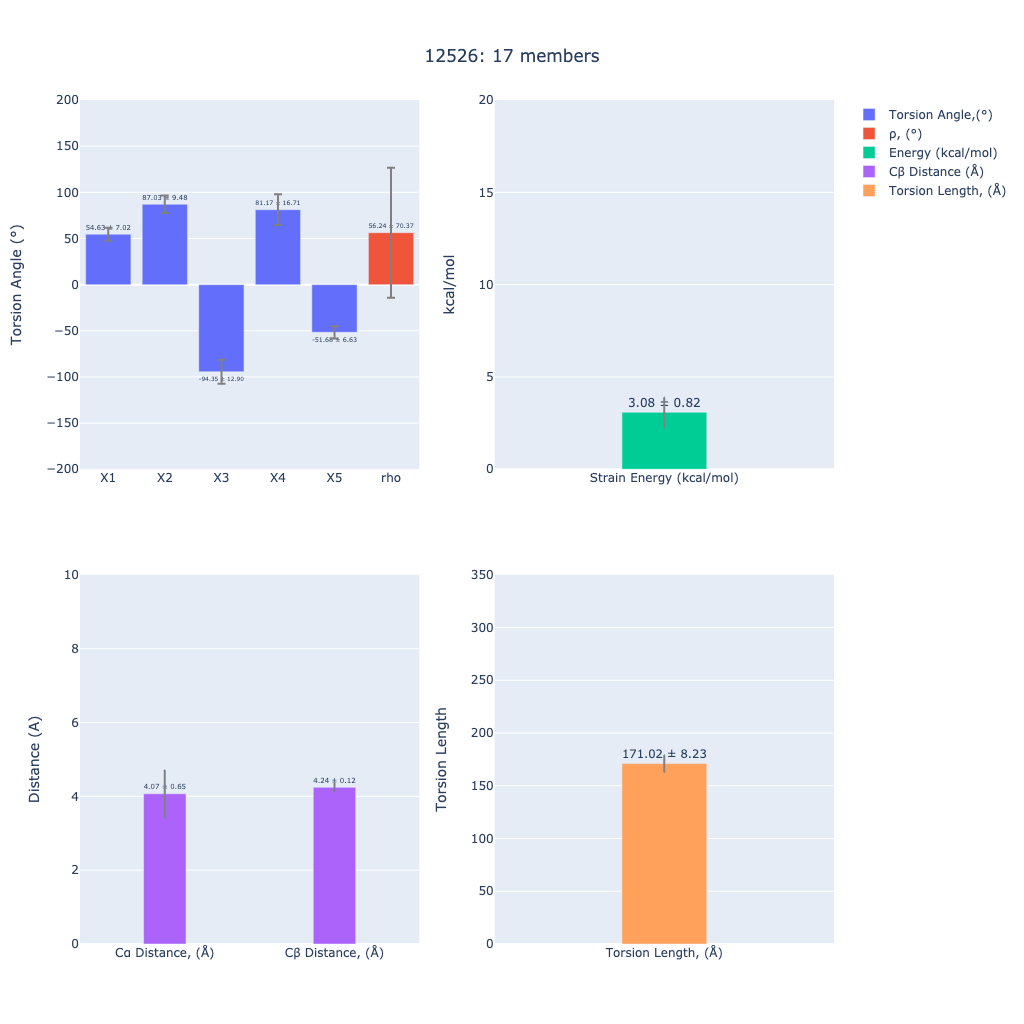 12526: 17 members
200
150
100
50
0
−50
−100
−150
−200
Torsion Angle (°)
54.63 ± 7.02
87.03 ± 9.48
-94.35 ± 12.90
81.17 ± 16.71
-51.68 ± 6.63
56.24 ± 70.37
X1 X2 X3 X4 X5 rho
20
15
10
5
0
kcal/mol
3.08 ± 0.82
Strain Energy (kcal/mol)
Torsion Angle,(°)
ρ, (°)
Energy (kcal/mol)
Cβ Distance (Å)
Torsion Length, (Å)
10
8
6
4
2
0
Distance (A)
4.07 ± 0.65
4.24 ± 0.12
Cα Distance, (Å) Cβ Distance, (Å)
350
300
250
200
150
100
50
0
Torsion Length
171.02 ± 8.23
Torsion Length, (Å)